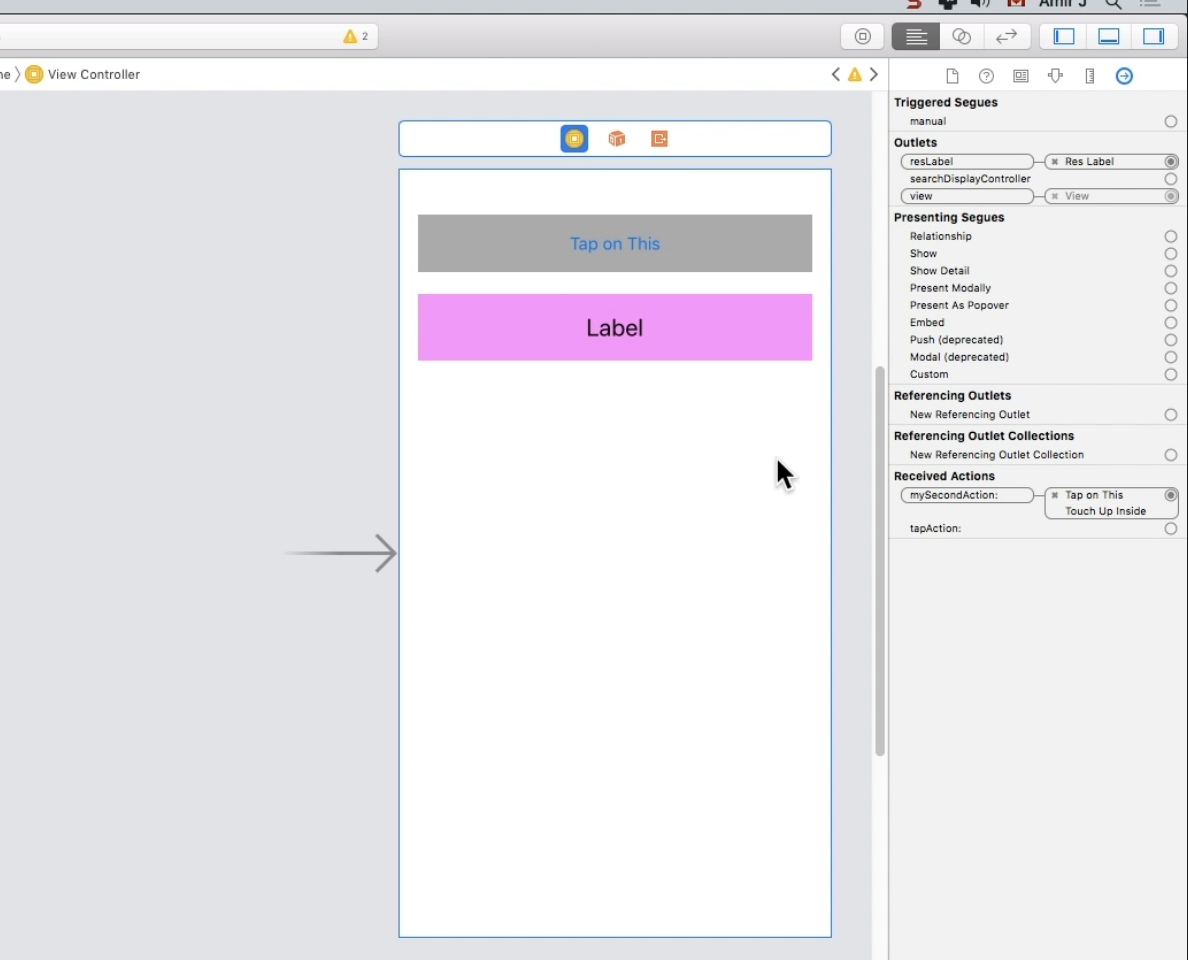 Amir J
2
View Controller
Triggered Segues
manual
Outlets
resLabel Res Label
searchDisplayController
view View
Presenting Segues
Relationship
Show
Show Detail
Present Modally
Present As Popover
Embed
Push (deprecated)
Modal (deprecated)
Custom
Referencing Outlets
New Referencing Outlet
Referencing Outlet Collections
New Referencing Outlet Collection
Received Actions
mySecondAction: Tap on This
Touch Up Inside
tapAction:
Tap on This
Label